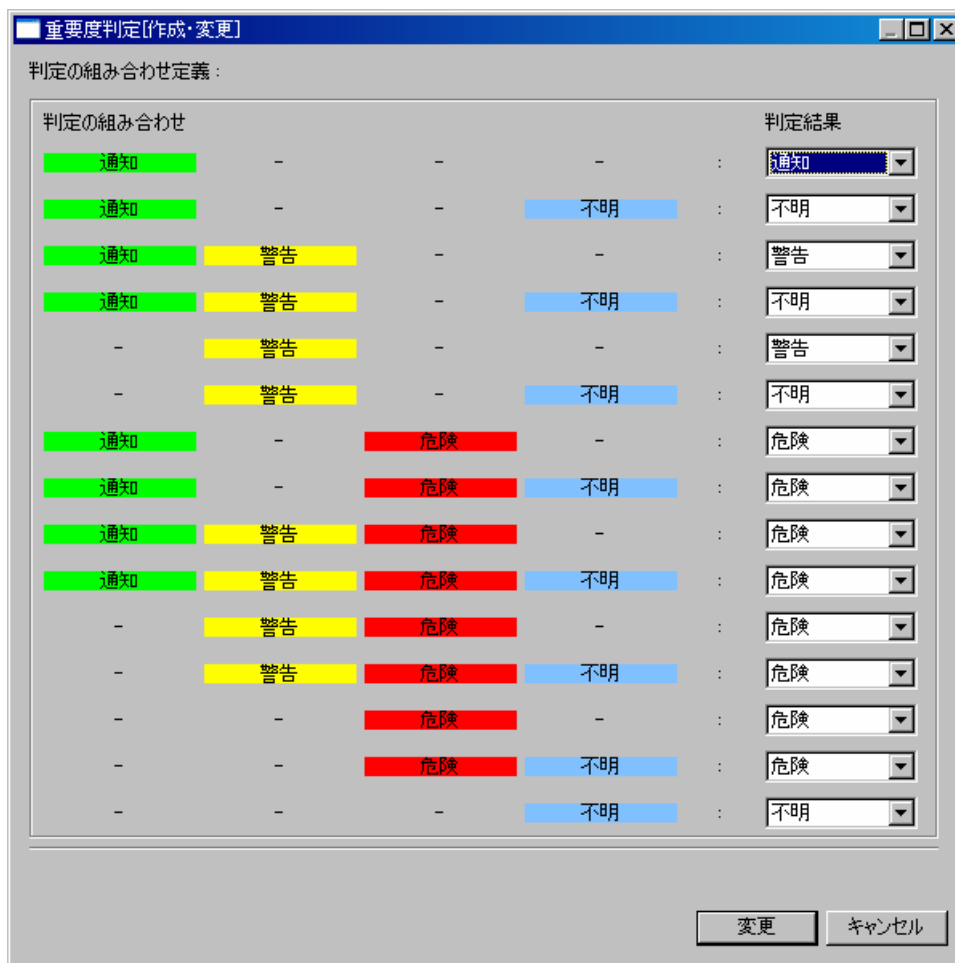 重要度判定[作成・変更]
判定の組み合わせ定義：
判定の組み合わせ 判定結果
通知 － － － ： 通知
通知 － － 不明 ： 不明
通知 警告 － － ： 警告
通知 警告 － 不明 ： 不明
－ 警告 － － ： 警告
－ 警告 － 不明 ： 不明
通知 － 危険 － ： 危険
通知 － 危険 不明 ： 危険
通知 警告 危険 － ： 危険
通知 警告 危険 不明 ： 危険
－ 警告 危険 － ： 危険
－ 警告 危険 不明 ： 危険
－ － 危険 － ： 危険
－ － 危険 不明 ： 危険
－ － － 不明 ： 不明
変更 キャンセル